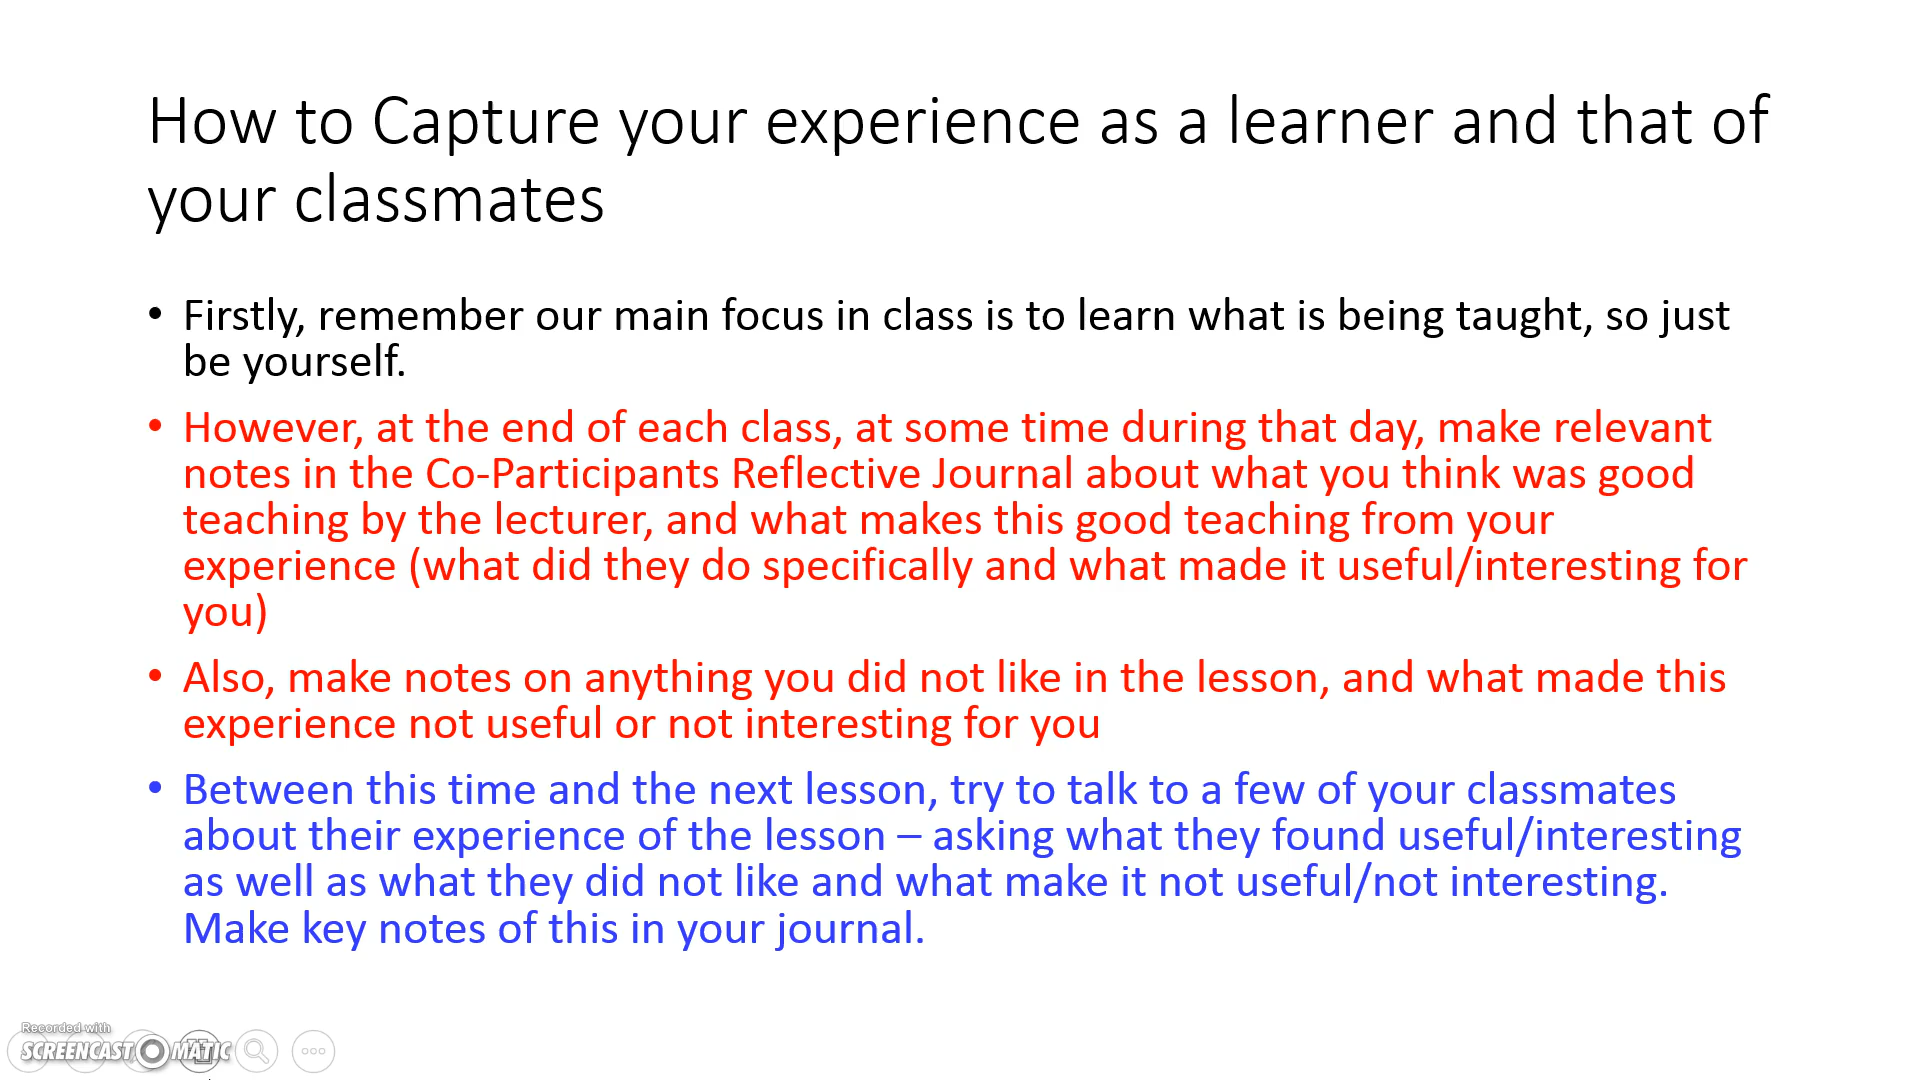 How to Capture your experience as a learner and that of
your classmates
• Firstly, remember our main focus in class is to learn what is being taught, so just
be yourself.
• However, at the end of each class, at some time during that day, make relevant
notes in the Co-Participants Reflective Journal about what you think was good
teaching by the lecturer, and what makes this good teaching from your
experience (what did they do specifically and what made it useful/interesting for
you)
• Also, make notes on anything you did not like in the lesson, and what made this
experience not useful or not interesting for you
• Between this time and the next lesson, try to talk to a few of your classmates
about their experience of the lesson – asking what they found useful/interesting
as well as what they did not like and what make it not useful/not interesting.
Make key notes of this in your journal.
Recorded with
SCREENCAST MATIC